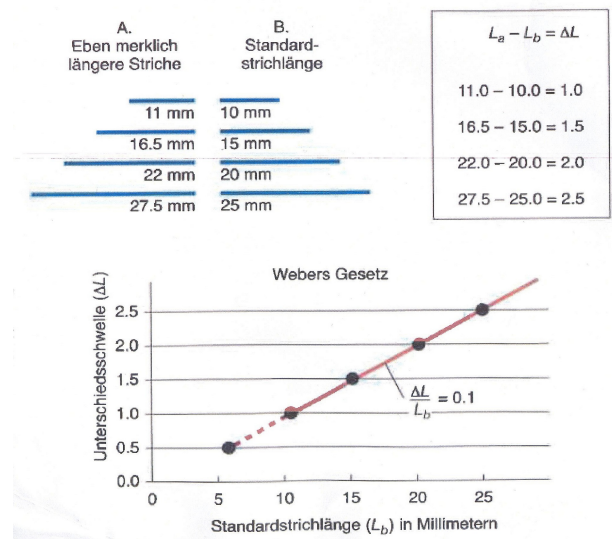 A.
Eben merklich
längere Striche
B.
Standard-
strichlänge
11 mm 10 mm
16.5 mm 15 mm
22 mm 20 mm
27.5 mm 25 mm
Lₐ – L_b = ΔL
11.0 – 10.0 = 1.0
16.5 – 15.0 = 1.5
22.0 – 20.0 = 2.0
27.5 – 25.0 = 2.5
Webers Gesetz
Unterschiedsschwelle (ΔL)
2.5
2.0
1.5
1.0
0.5
0.0
ΔL/L_b = 0.1
0 5 10 15 20 25
Standardstrichlänge (L_b) in Millimetern